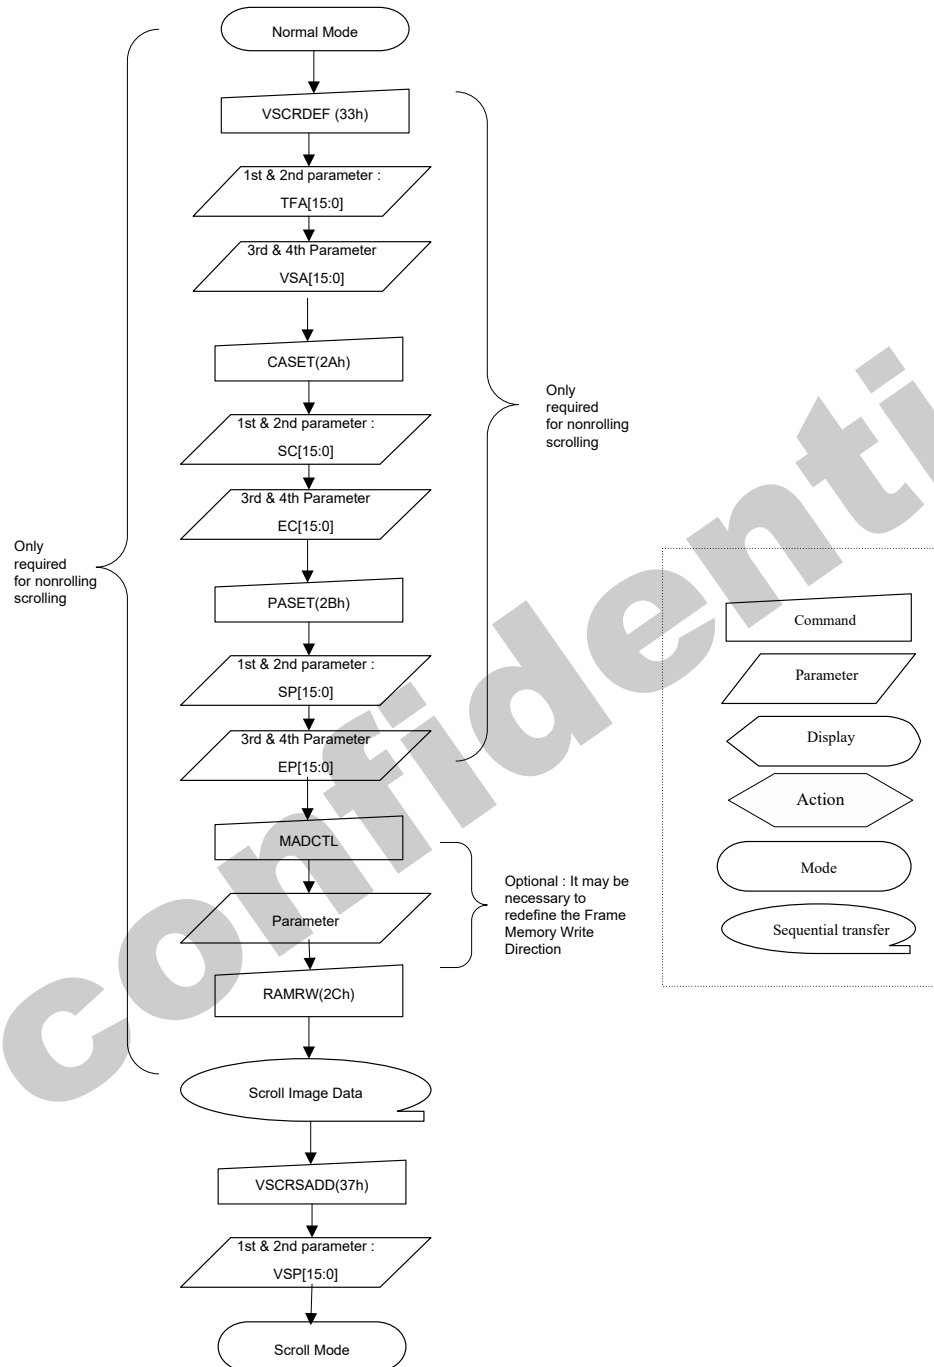 Normal Mode
VSCRDEF (33h)
1st & 2nd parameter :
TFA[15:0]
3rd & 4th Parameter
VSA[15:0]
CASET(2Ah)
1st & 2nd parameter :
SC[15:0]
3rd & 4th Parameter
EC[15:0]
PASET(2Bh)
1st & 2nd parameter :
SP[15:0]
3rd & 4th Parameter
EP[15:0]
MADCTL
Parameter
RAMRW(2Ch)
Scroll Image Data
VSCRSADD(37h)
1st & 2nd parameter :
VSP[15:0]
Scroll Mode
Only
required
for nonrolling
scrolling
Only
required
for nonrolling
scrolling
Optional : It may be
necessary to
redefine the Frame
Memory Write
Direction
Command
Parameter
Display
Action
Mode
Sequential transfer
confidenti